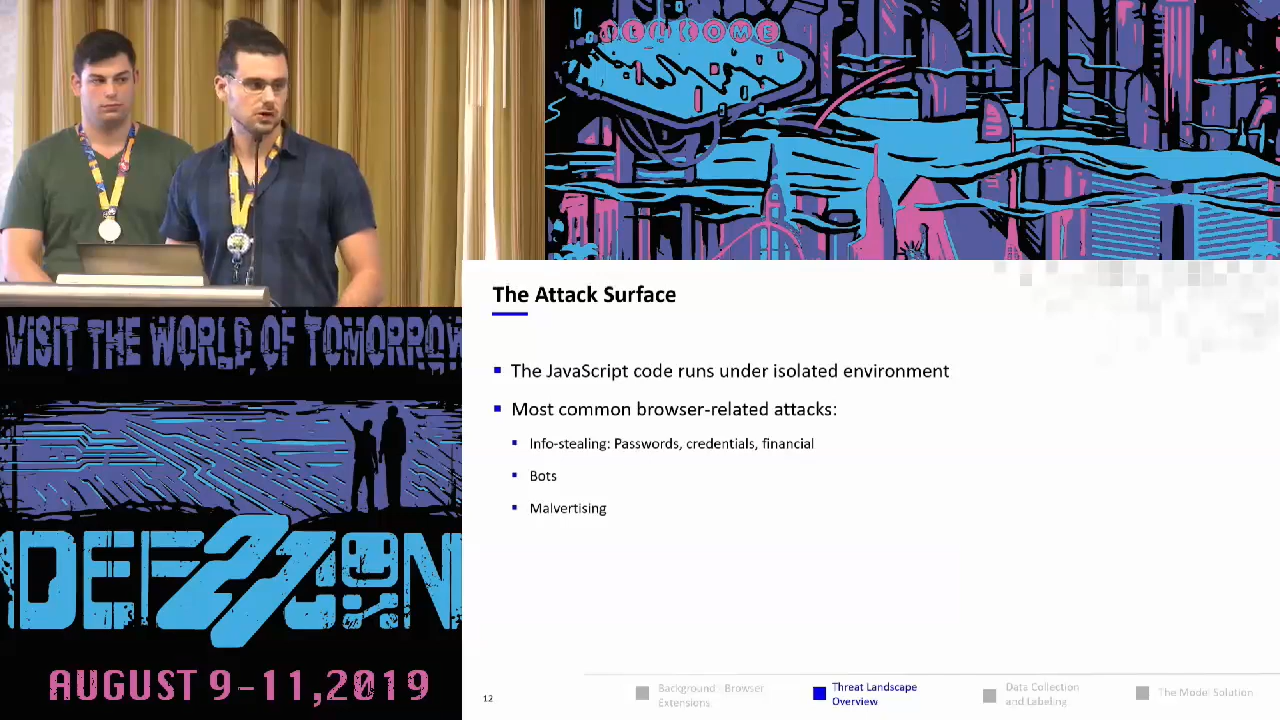 WELCOME
VISIT THE WORLD OF TOMORROW
DEF 27 CON
AUGUST 9-11,2019
The Attack Surface
The JavaScript code runs under isolated environment
Most common browser-related attacks:
Info-stealing: Passwords, credentials, financial
Bots
Malvertising
12
Background - Browser
Extensions
Threat Landscape
Overview
Data Collection
and Labeling
The Model Solution